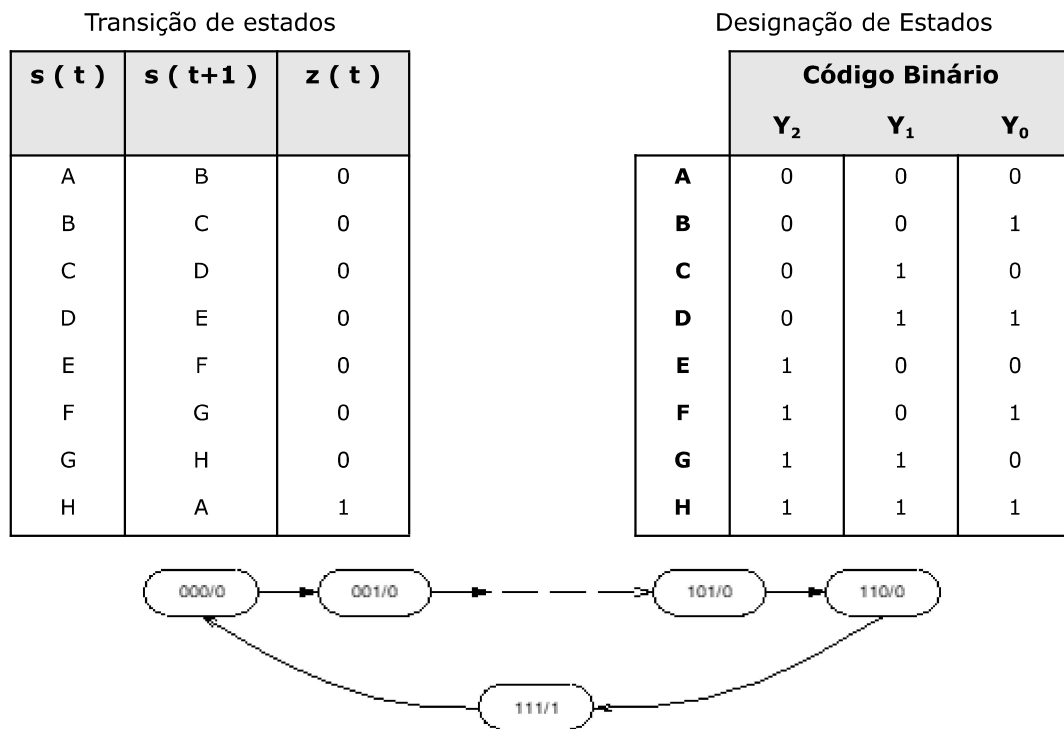 Transição de estados
s ( t ) s ( t+1 ) z ( t )
A B 0
B C 0
C D 0
D E 0
E F 0
F G 0
G H 0
H A 1
Designação de Estados
Código Binário
Y₂ Y₁ Y₀
A 0 0 0
B 0 0 1
C 0 1 0
D 0 1 1
E 1 0 0
F 1 0 1
G 1 1 0
H 1 1 1
000/0 001/0 101/0 110/0
111/1